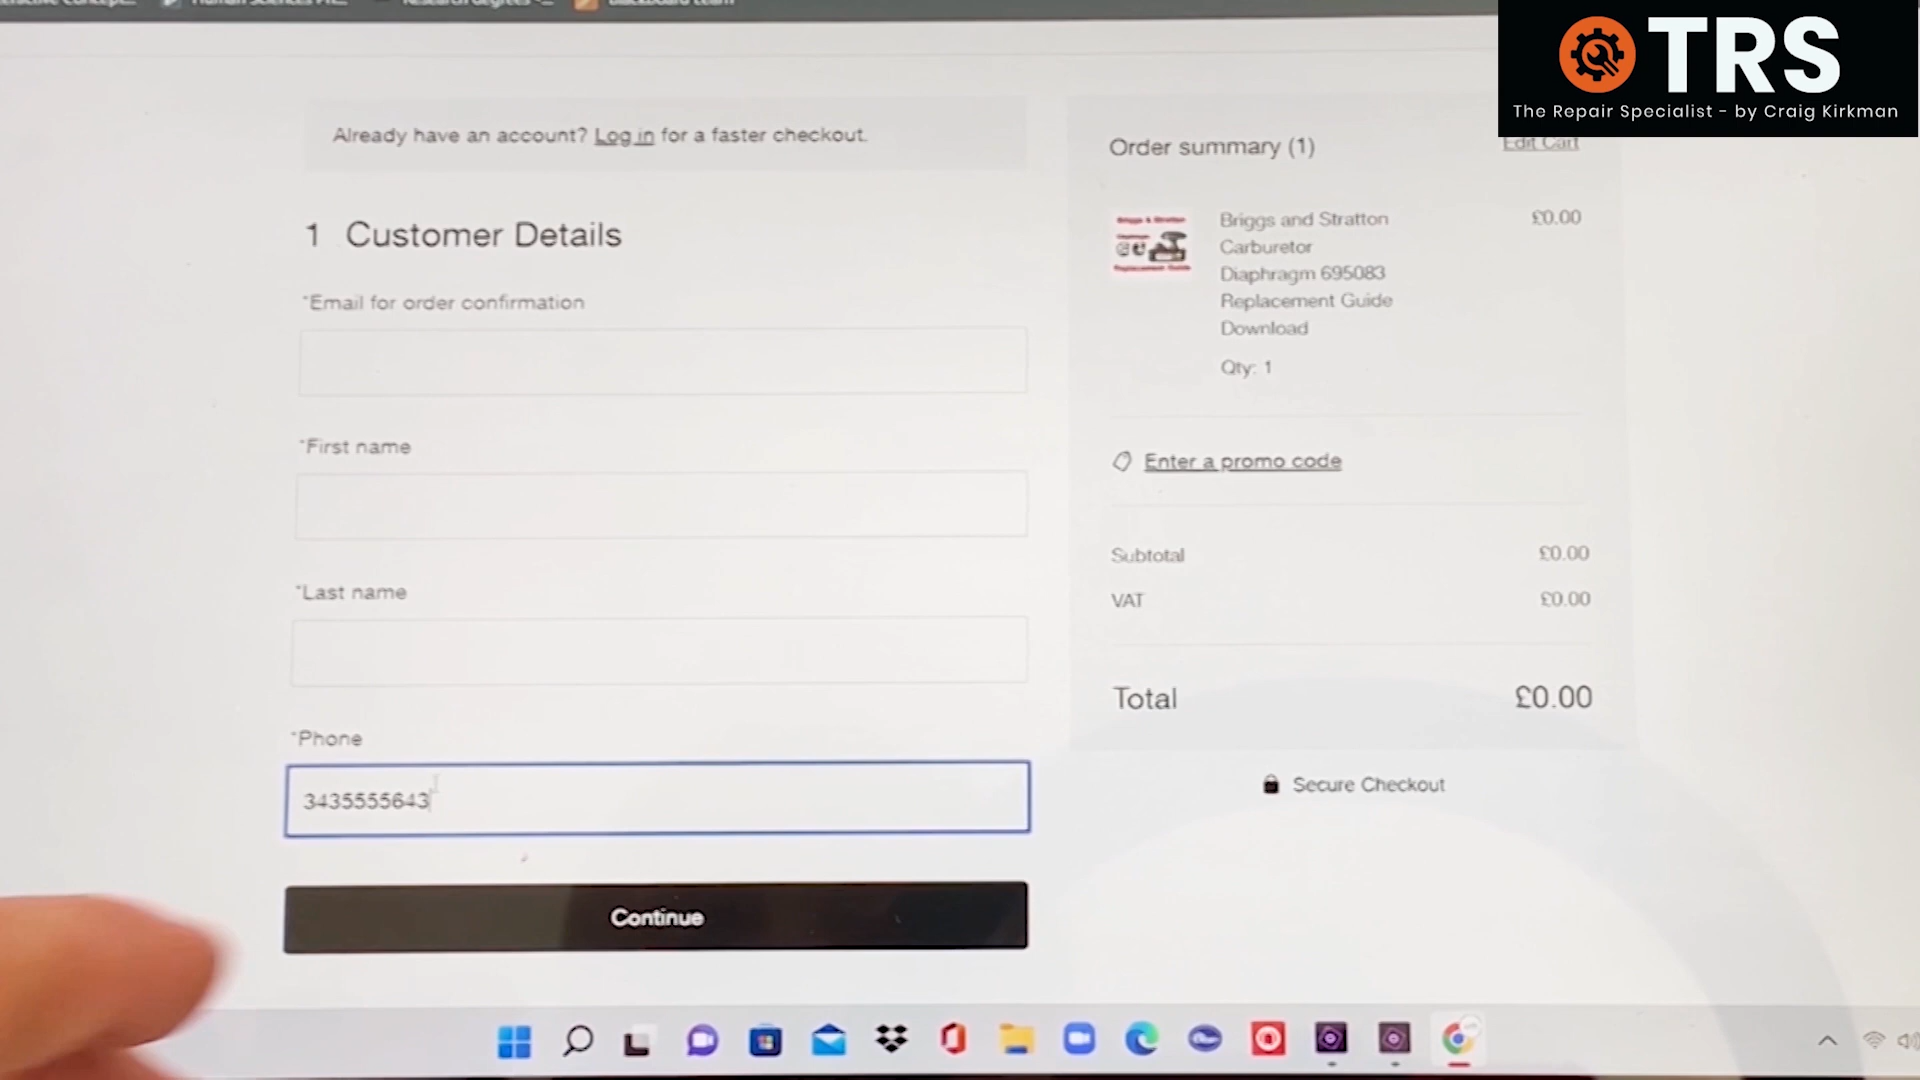 TRS
The Repair Specialist - by Craig Kirkman
Already have an account? Log in for a faster checkout.
1 Customer Details
*Email for order confirmation
*First name
*Last name
*Phone
3435555643
Continue
Order summary (1)
Edit Cart
Briggs and Stratton
Carburetor
Diaphragm 695083
Replacement Guide
Download
£0.00
Qty: 1
Enter a promo code
Subtotal
£0.00
VAT
£0.00
Total
£0.00
Secure Checkout